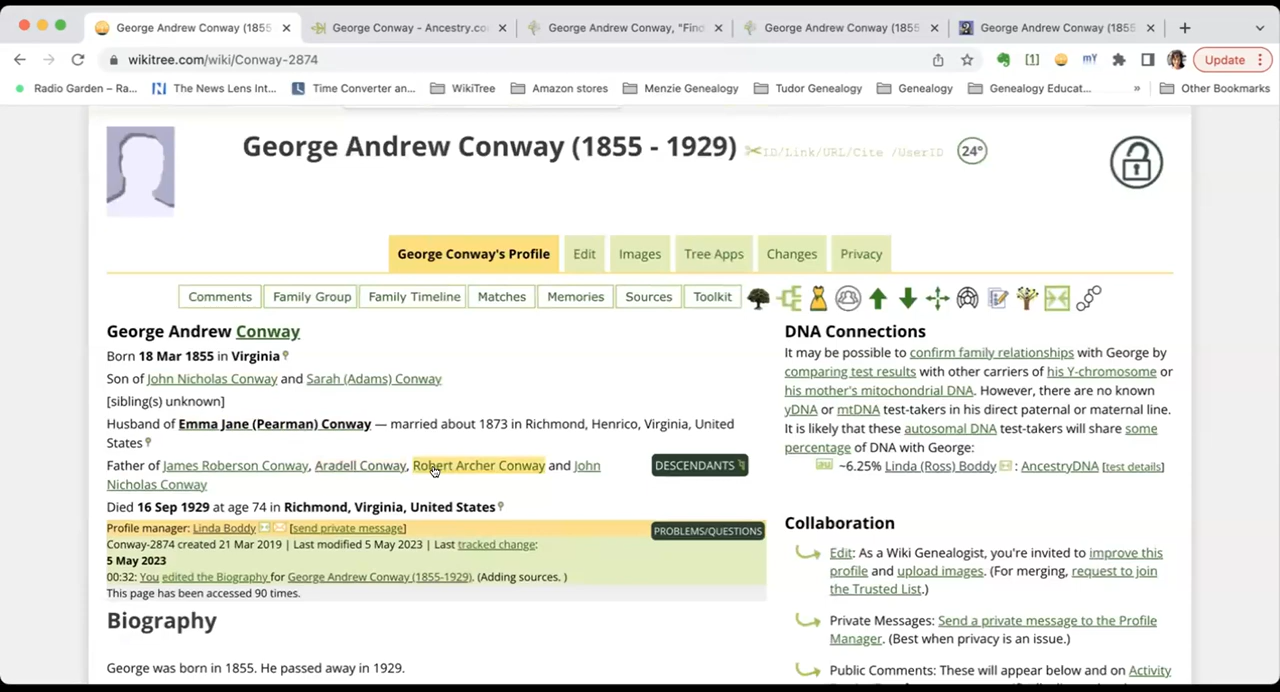 George Andrew Conway (1855
George Conway - Ancestry.co
George Andrew Conway, "Find
George Andrew Conway (1855
George Andrew Conway (1855
wikitree.com/wiki/Conway-2874
[1]
mY
Update
Radio Garden – Ra...
The News Lens Int...
Time Converter an...
WikiTree
Amazon stores
Menzie Genealogy
Tudor Genealogy
Genealogy
Genealogy Educat...
»
Other Bookmarks
George Andrew Conway (1855 - 1929)
ID/Link/URL/Cite /UserID
24°
George Conway's Profile
Edit
Images
Tree Apps
Changes
Privacy
Comments
Family Group
Family Timeline
Matches
Memories
Sources
Toolkit
George Andrew Conway
Born 18 Mar 1855 in Virginia
Son of John Nicholas Conway and Sarah (Adams) Conway
[sibling(s) unknown]
Husband of Emma Jane (Pearman) Conway — married about 1873 in Richmond, Henrico, Virginia, United
States
Father of James Roberson Conway, Aradell Conway, Robert Archer Conway and John
Nicholas Conway
DESCENDANTS
Died 16 Sep 1929 at age 74 in Richmond, Virginia, United States
Profile manager: Linda Boddy [send private message]
PROBLEMS/QUESTIONS
Conway-2874 created 21 Mar 2019 | Last modified 5 May 2023 | Last tracked change:
5 May 2023
00:32: You edited the Biography for George Andrew Conway (1855-1929). (Adding sources. )
This page has been accessed 90 times.
Biography
George was born in 1855. He passed away in 1929.
DNA Connections
It may be possible to confirm family relationships with George by
comparing test results with other carriers of his Y-chromosome or
his mother's mitochondrial DNA. However, there are no known
yDNA or mtDNA test-takers in his direct paternal or maternal line.
It is likely that these autosomal DNA test-takers will share some
percentage of DNA with George:
~6.25% Linda (Ross) Boddy : AncestryDNA [test details]
Collaboration
Edit: As a Wiki Genealogist, you're invited to improve this
profile and upload images. (For merging, request to join
the Trusted List.)
Private Messages: Send a private message to the Profile
Manager. (Best when privacy is an issue.)
Public Comments: These will appear below and on Activity